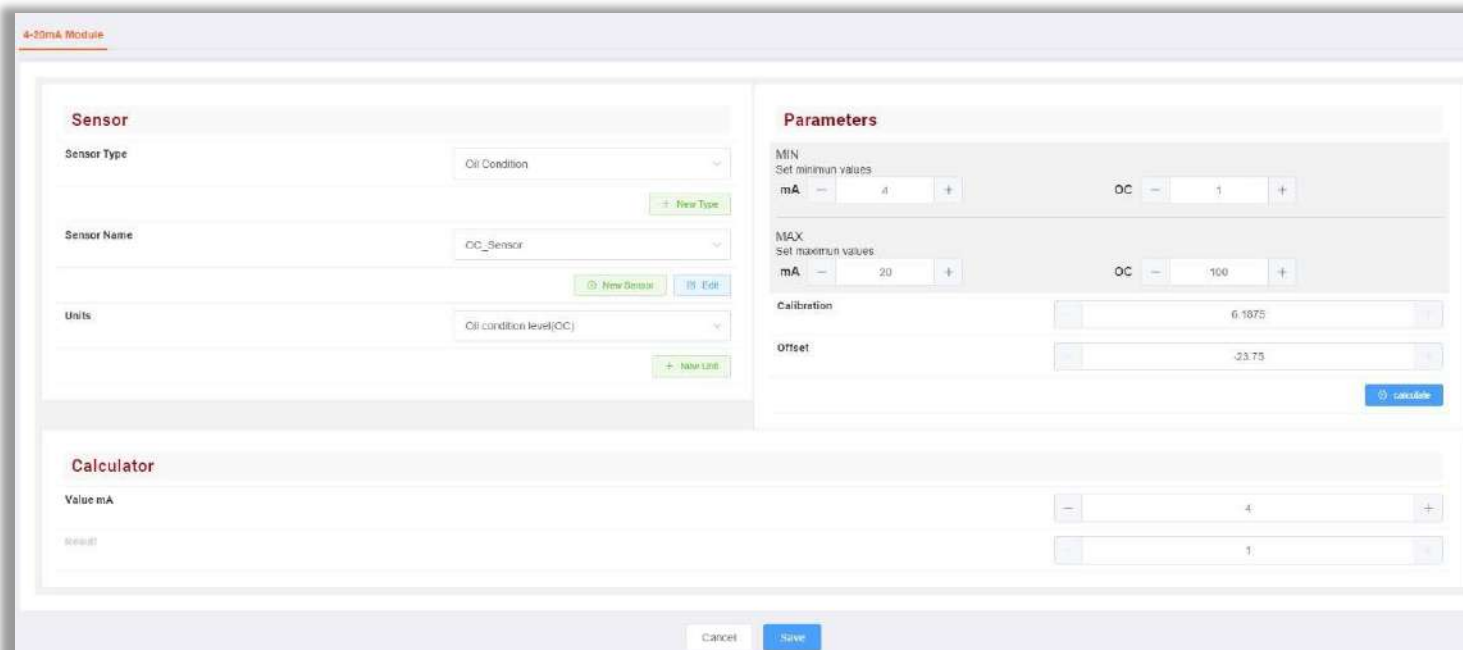 4-20mA Module
Sensor
Sensor Type
Oil Condition
+ New Type
Sensor Name
OC_Sensor
New Sensor
Edit
Units
Oil condition level(OC)
+ New Unit
Parameters
MIN
Set minimun values
mA − 4 + OC − 1 +
MAX
Set maximun values
mA − 20 + OC − 100 +
Calibration
6.1875
Offset
-23.75
calculate
Calculator
Value mA
− 4 +
Result
1
Cancel
Save